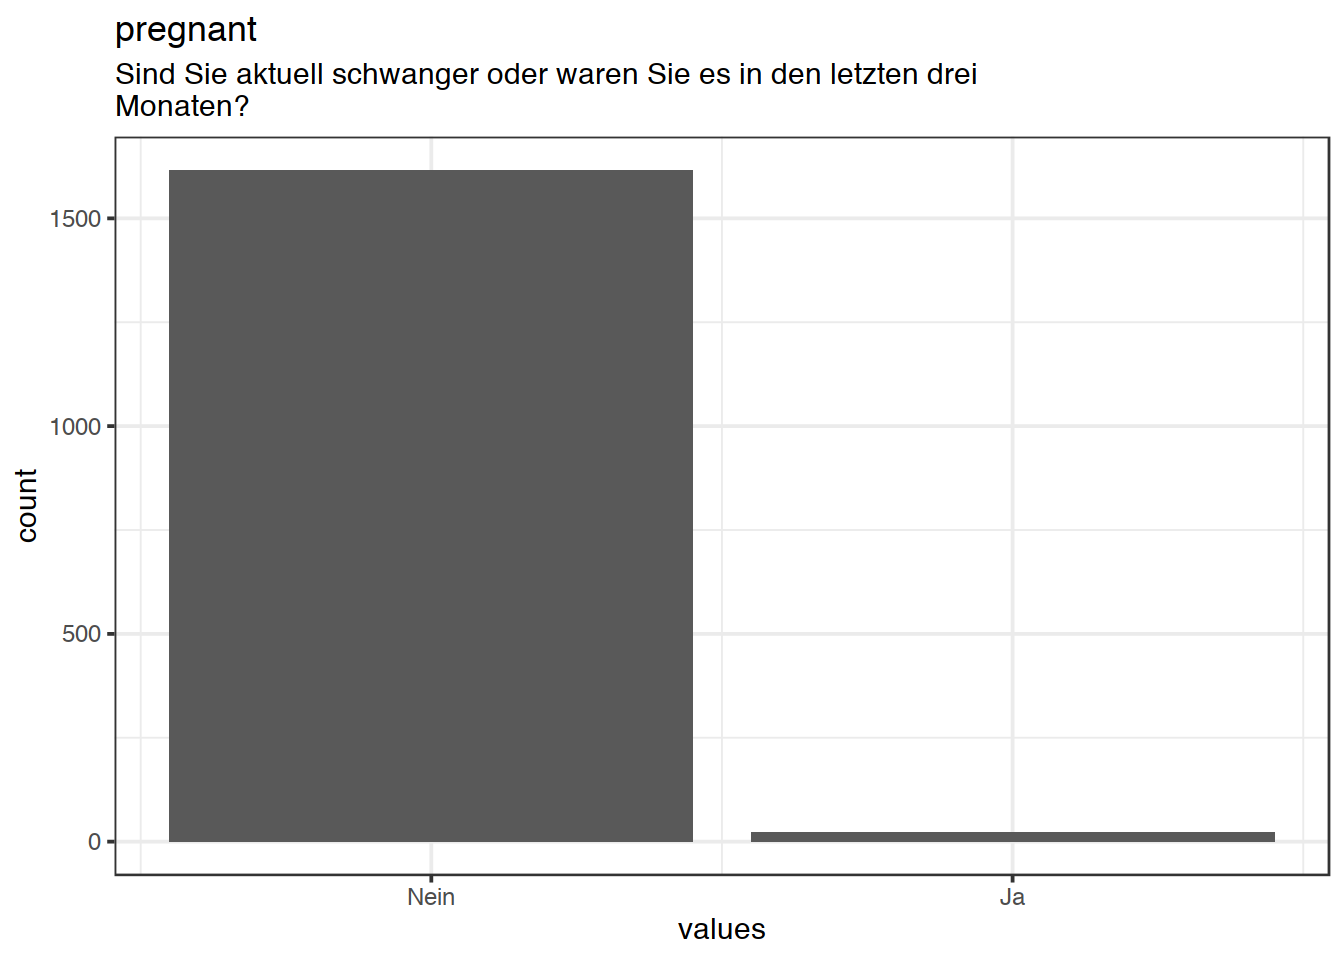 pregnant
Sind Sie aktuell schwanger oder waren Sie es in den letzten drei
Monaten?
1500
1000
500
0
count
Nein
Ja
values